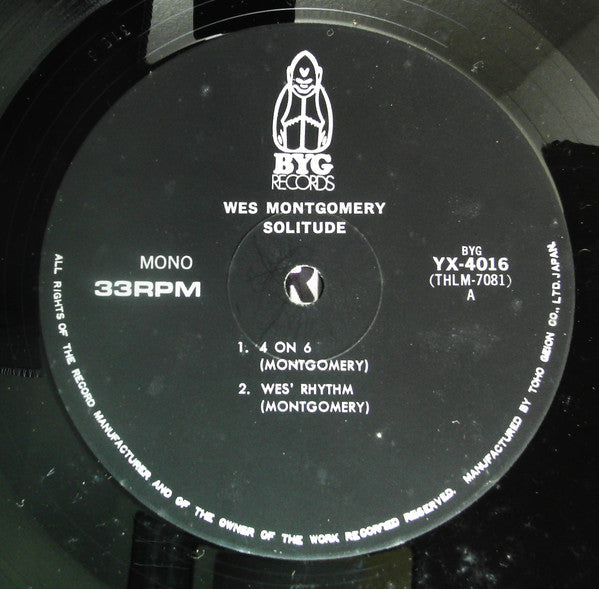 BYG
RECORDS
WES MONTGOMERY
SOLITUDE
MONO
33RPM
BYG
YX-4016
(THLM-7081)
A
1. 4 ON 6
(MONTGOMERY)
2. WES' RHYTHM
(MONTGOMERY)
ALL RIGHTS OF THE RECORD MANUFACTURER AND OF THE OWNER OF THE WORK RECORDED RESERVED. MANUFACTURED BY TOHO GEION CO., LTD. JAPAN.